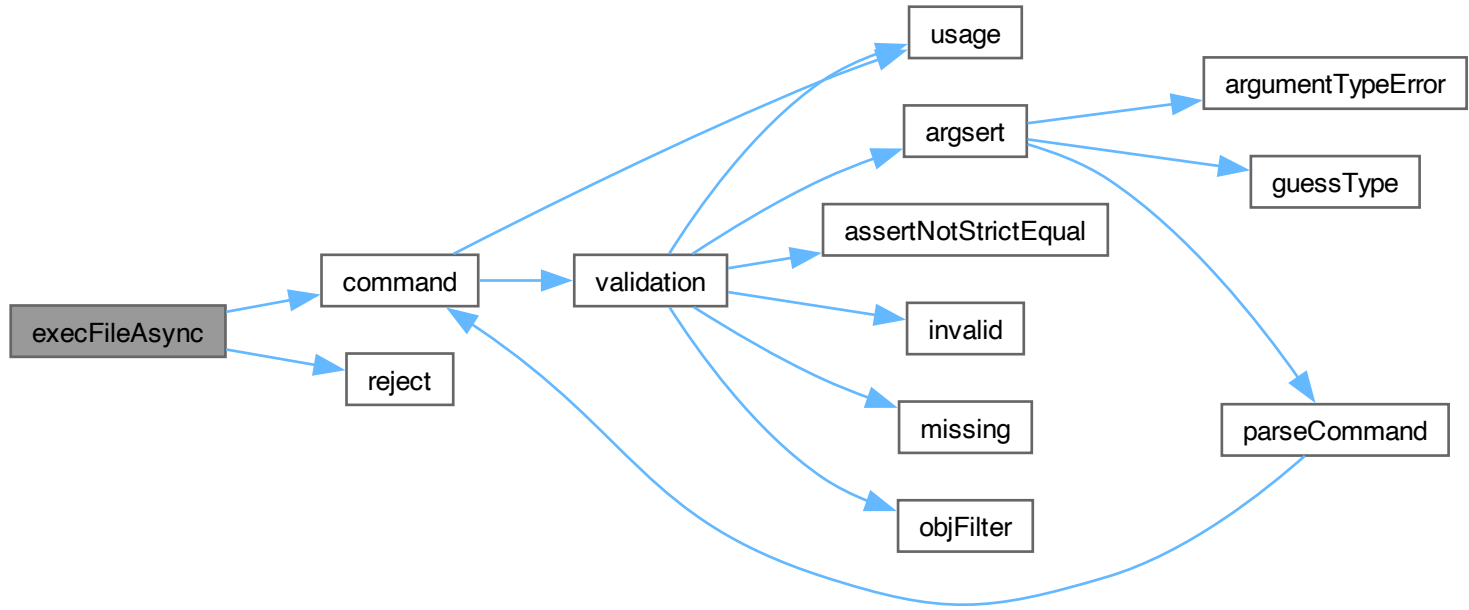 usage
argumentTypeError
argsert
guessType
assertNotStrictEqual
command
validation
execFileAsync
invalid
reject
missing
parseCommand
objFilter